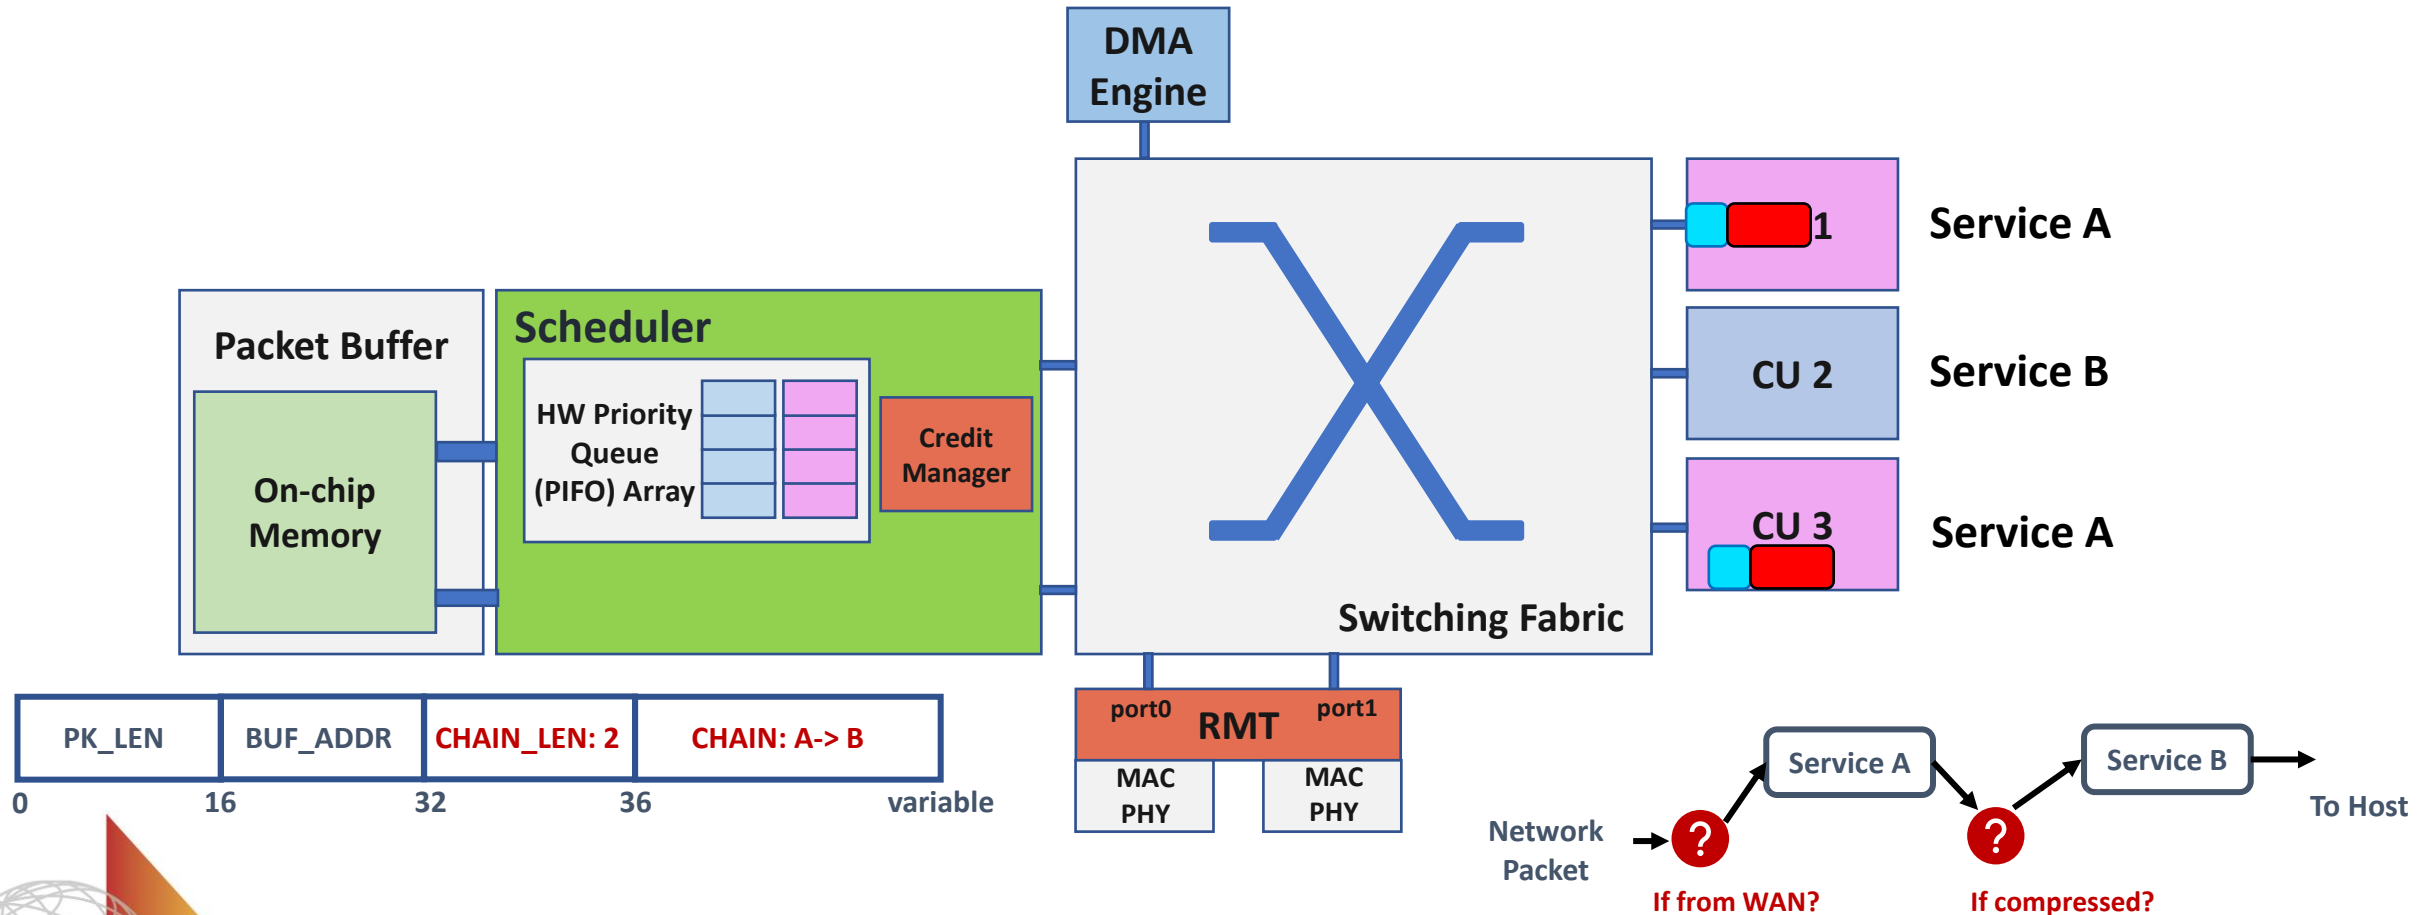 DMA
Engine
1
Service A
Packet Buffer
On-chip
Memory
Scheduler
HW Priority
Queue
(PIFO) Array
Credit
Manager
CU 2
Service B
CU 3
Service A
Switching Fabric
port0
RMT
port1
MAC
PHY
MAC
PHY
PK_LEN
BUF_ADDR
CHAIN_LEN: 2
CHAIN: A-> B
0
16
32
36
variable
Network
Packet
?
If from WAN?
Service A
?
If compressed?
Service B
To Host